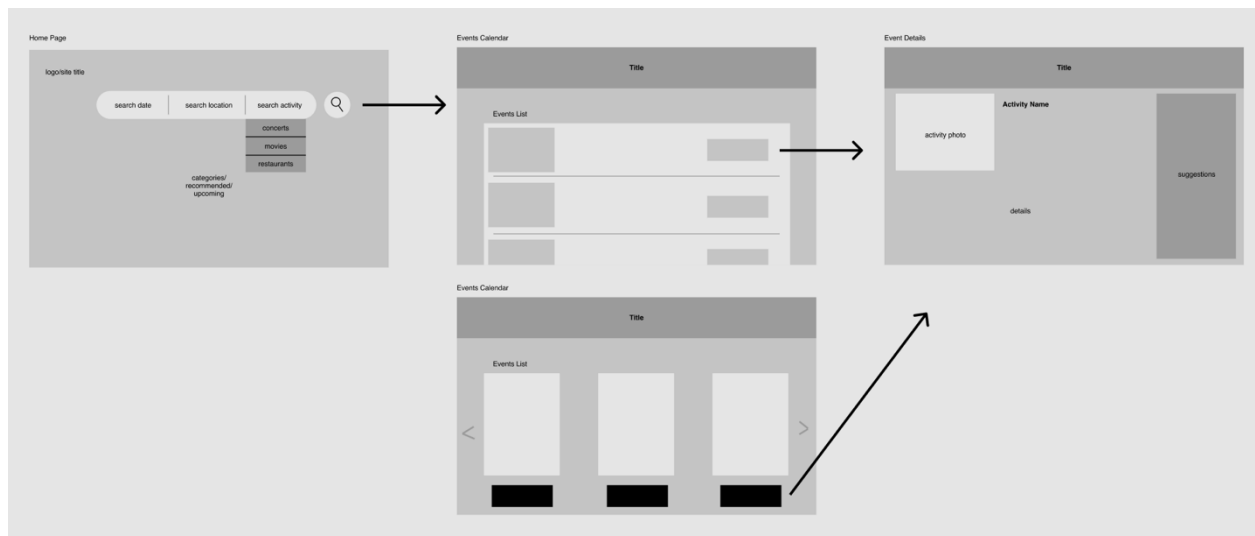 Home Page
logo/site title
search date
search location
search activity
concerts
movies
restaurants
categories/
recommended/
upcoming
Events Calendar
Title
Events List
Event Details
Title
activity photo
Activity Name
details
suggestions
Events Calendar
Title
Events List
<
>